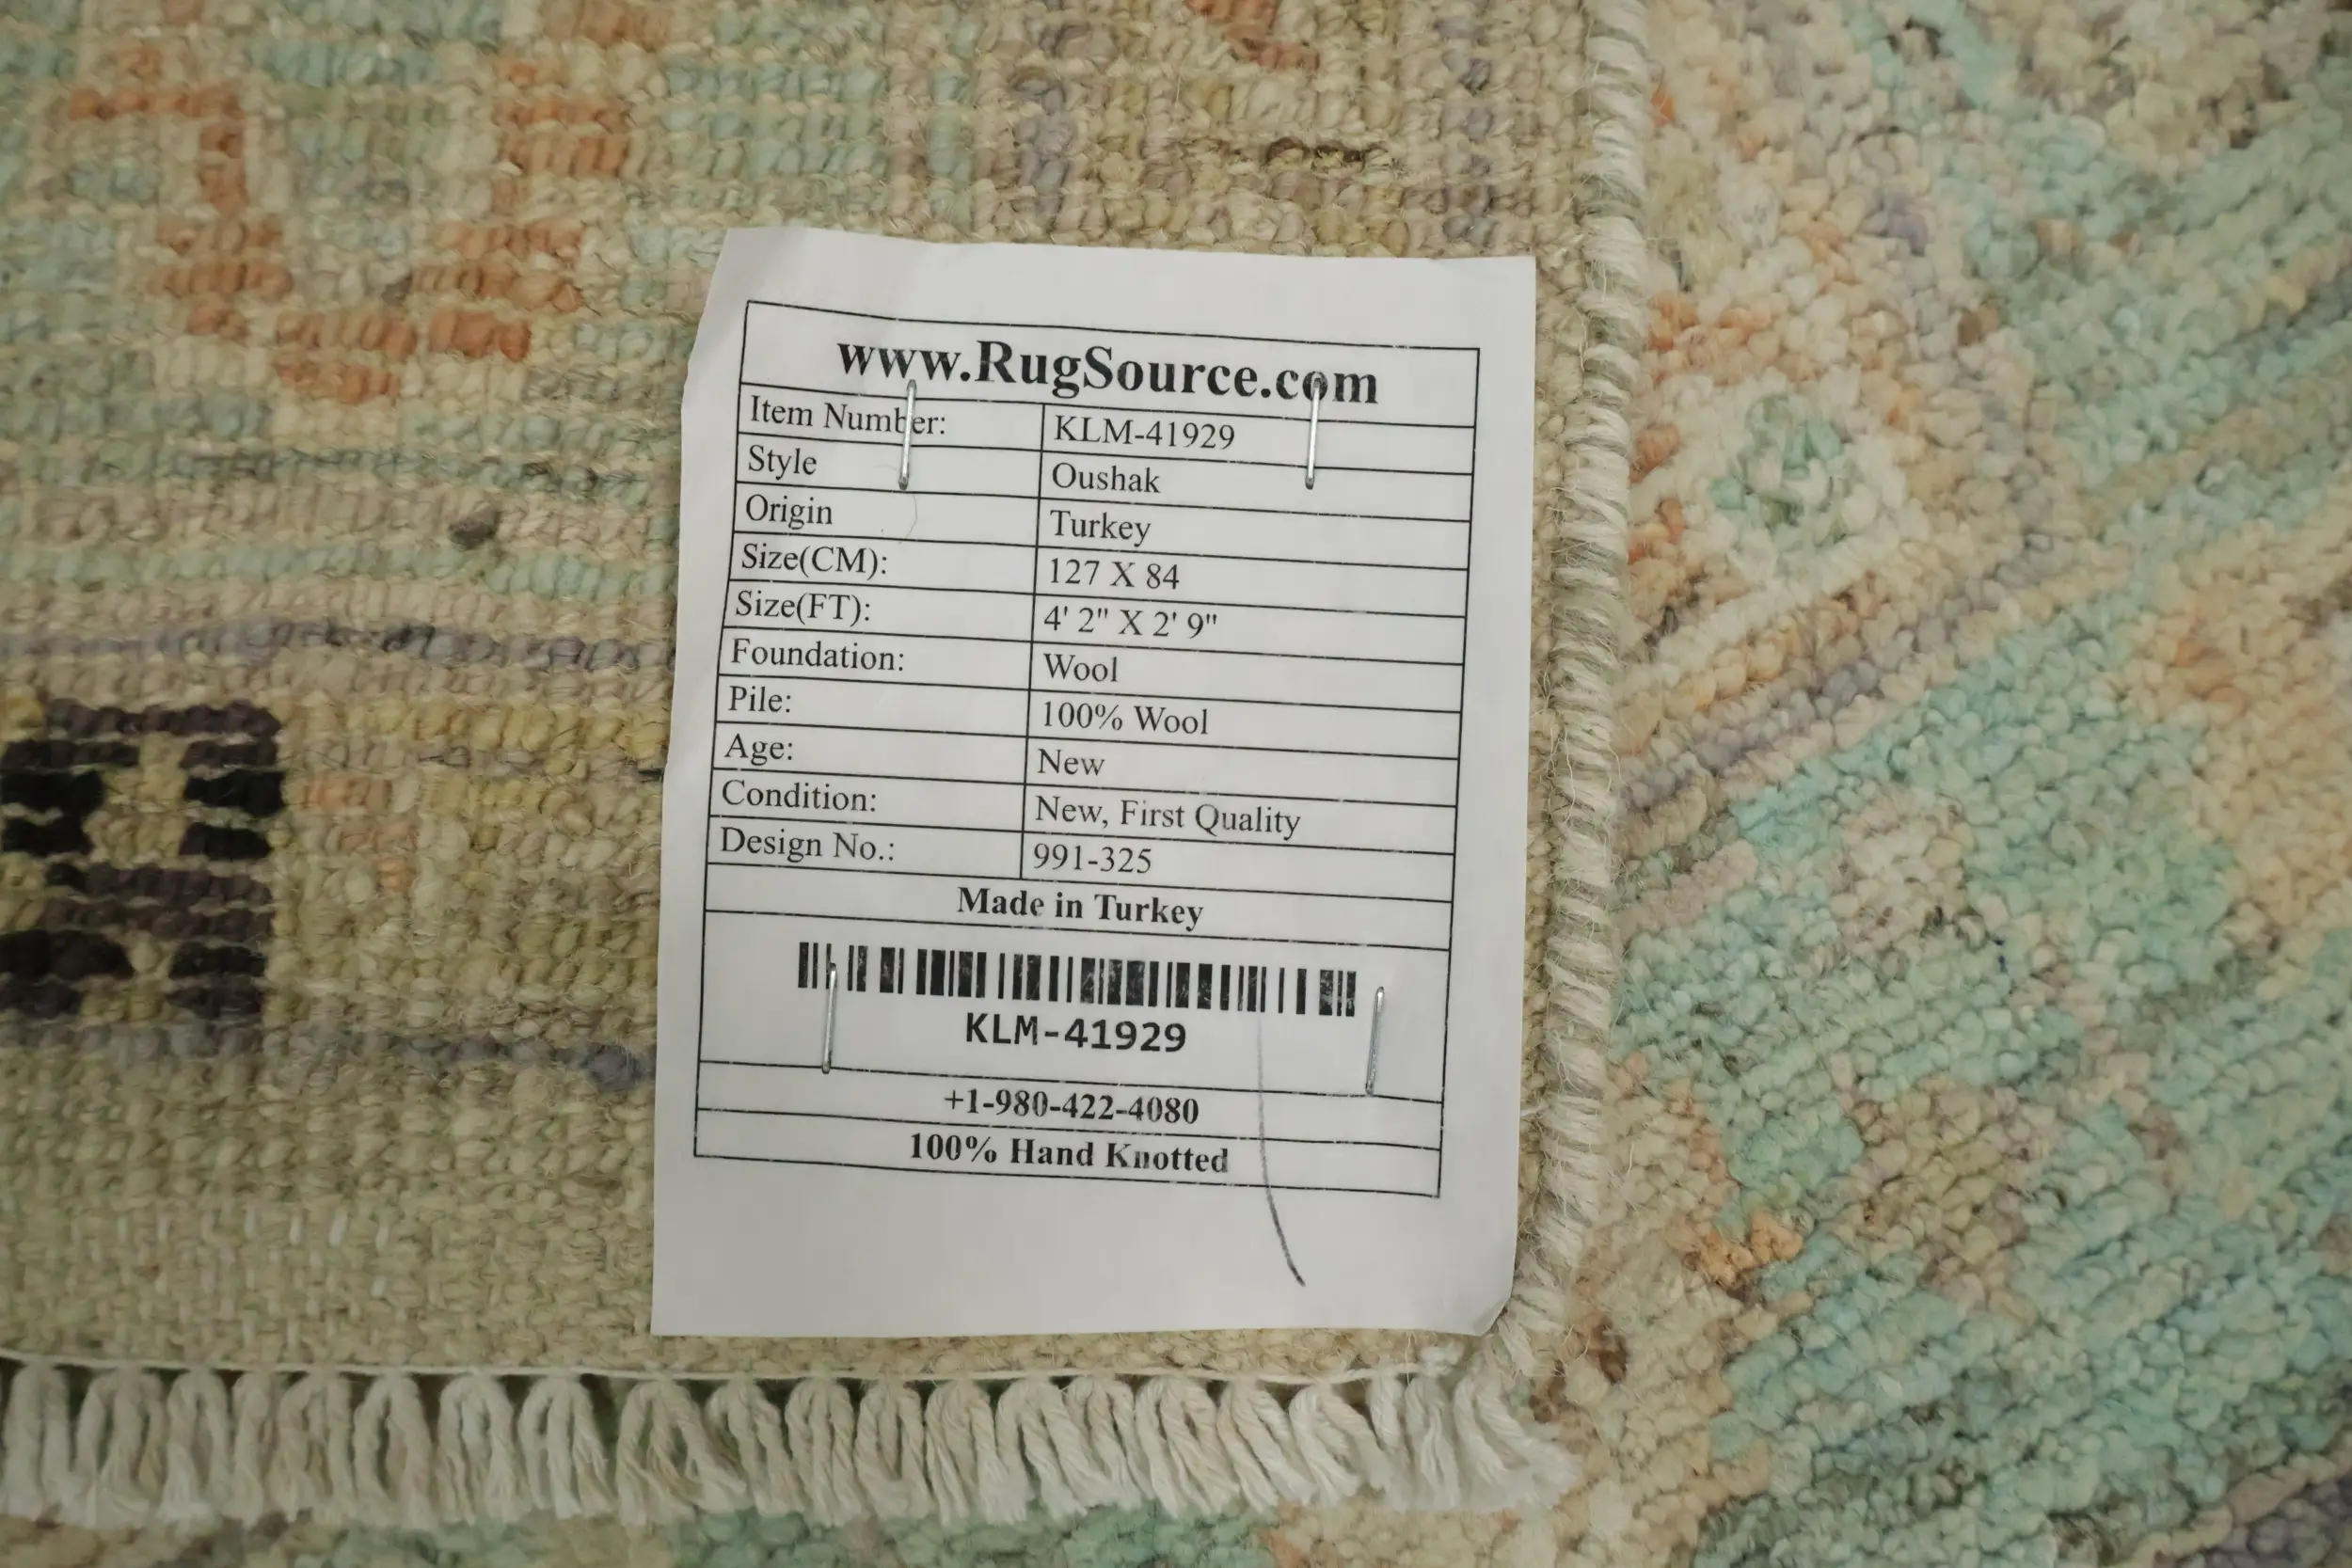 www.RugSource.com
Item Number: KLM-41929
Style Oushak
Origin Turkey
Size(CM): 127 X 84
Size(FT): 4' 2" X 2' 9"
Foundation: Wool
Pile: 100% Wool
Age: New
Condition: New, First Quality
Design No.: 991-325
Made in Turkey
KLM-41929
+1-980-422-4080
100% Hand Knotted